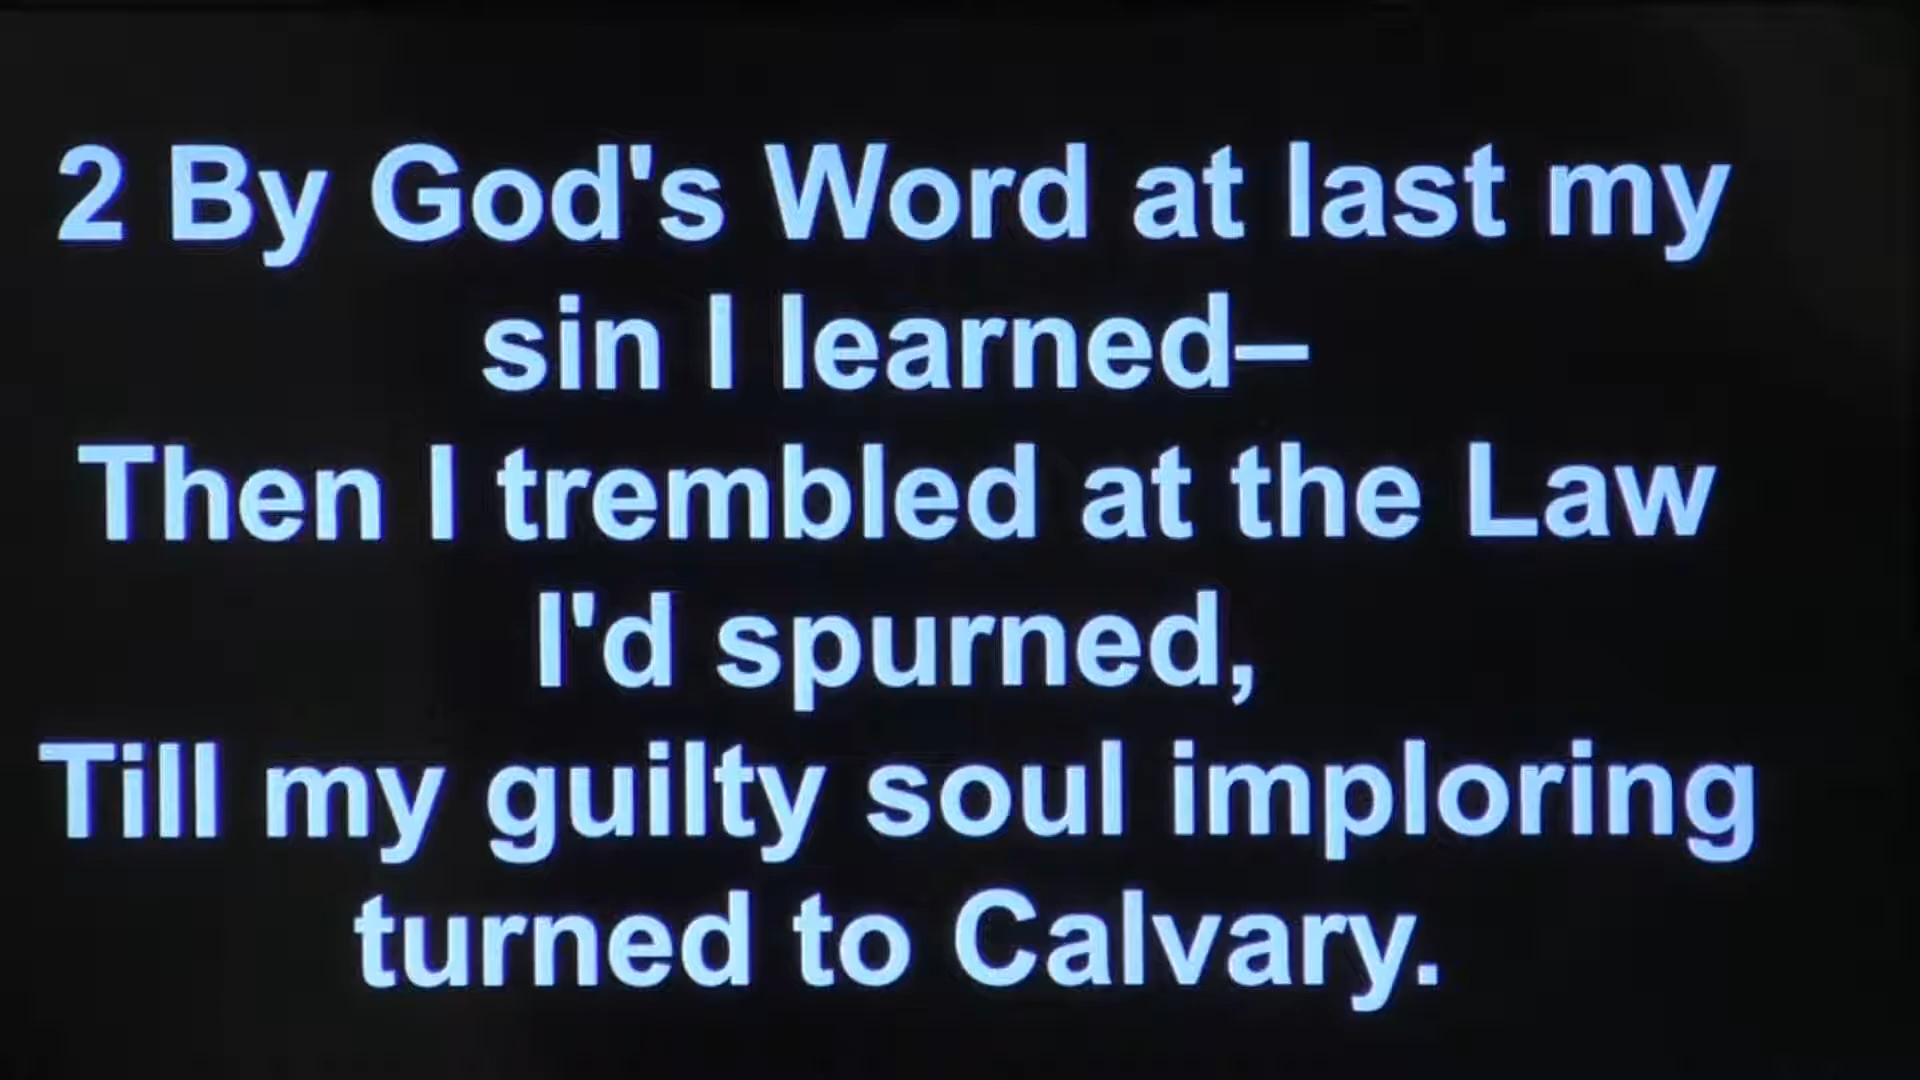 2 By God's Word at last my
sin I learned–
Then I trembled at the Law
I'd spurned,
Till my guilty soul imploring
turned to Calvary.